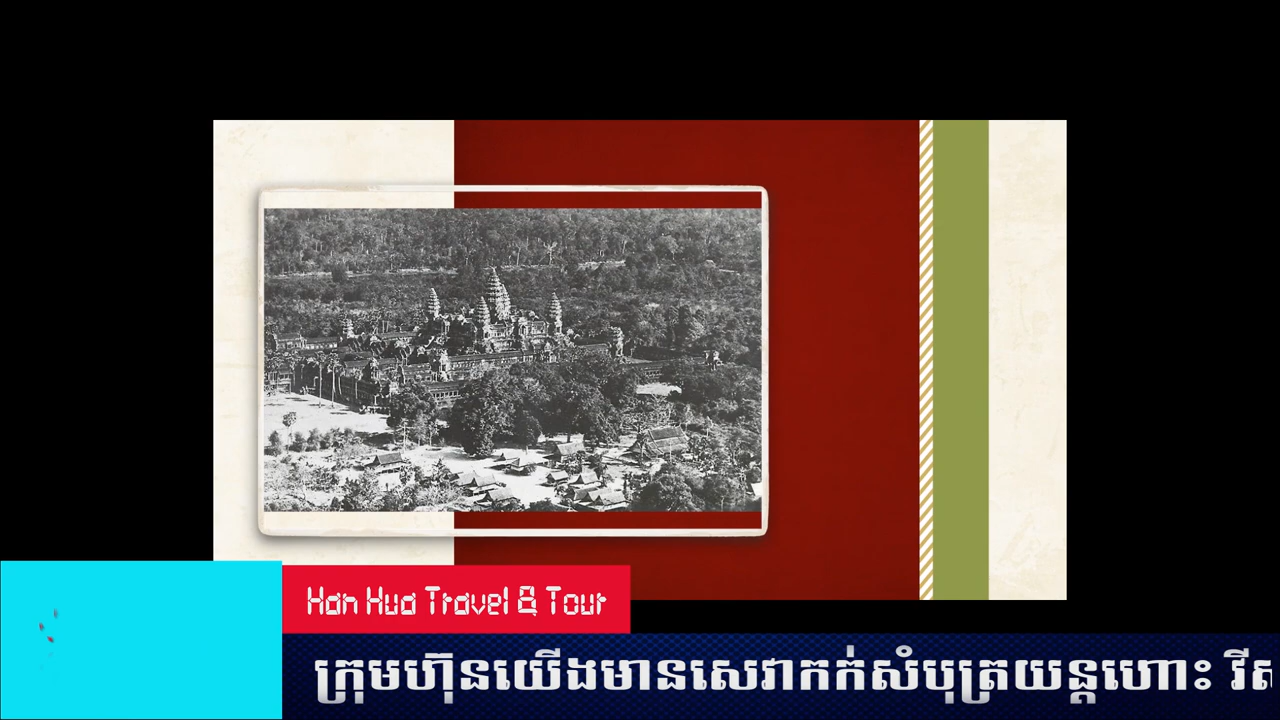 Han Hua Travel & Tour
ក្រុមហ៊ុនយើងមានសេវាកក់សំបុត្រយន្តហោះ